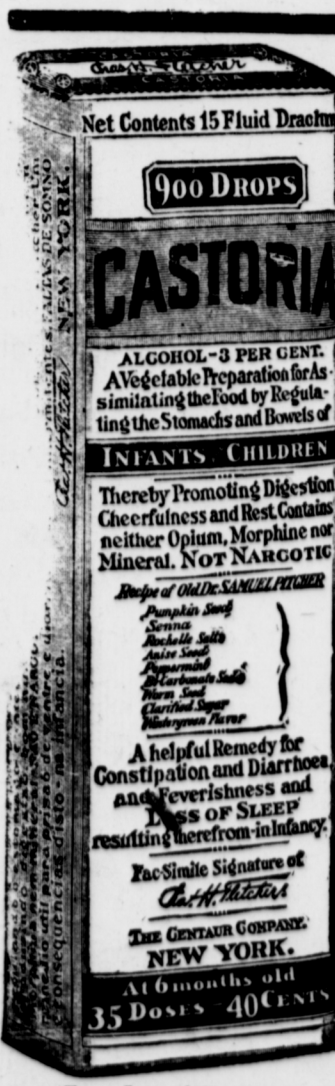 Chas. H. Fletcher
CASTORIA
Net Contents 15 Fluid Drachm
900 DROPS
CASTORIA
ALCOHOL-3 PER CENT.
A Vegetable Preparation for As-
similating the Food by Regula-
ting the Stomachs and Bowels of
INFANTS CHILDREN
Thereby Promoting Digestion
Cheerfulness and Rest. Contains
neither Opium, Morphine nor
Mineral. NOT NARCOTIC
Recipe of Old Dr. SAMUEL PITCHER
Pumpkin Seed
Senna
Rochelle Salts
Anise Seed
Peppermint
Bi-Carbonate Soda
Worm Seed
Clarified Sugar
Wintergreen Flavor
A helpful Remedy for
Constipation and Diarrhoea,
and Feverishness and
LOSS OF SLEEP
resulting therefrom-in Infancy.
Fac-Simile Signature of
Chas. H. Fletcher
THE CENTAUR COMPANY.
NEW YORK.
At 6 months old
35 DOSES - 40 CENTS
Chas. H. Fletcher NEW YORK.
consequencias disto-na infancia.